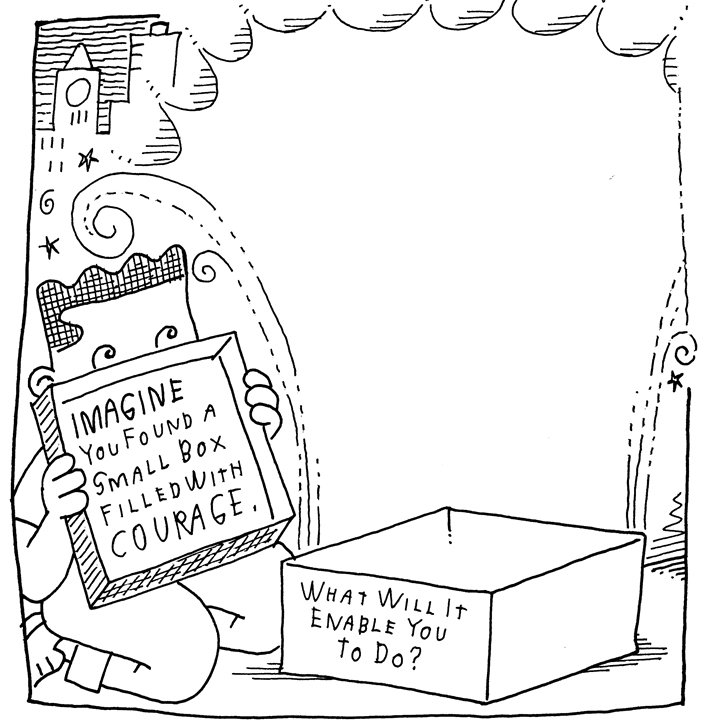 IMAGINE
YOU FOUND A
SMALL BOX
FILLED WITH
COURAGE.
WHAT WILL IT
ENABLE YOU
TO DO?